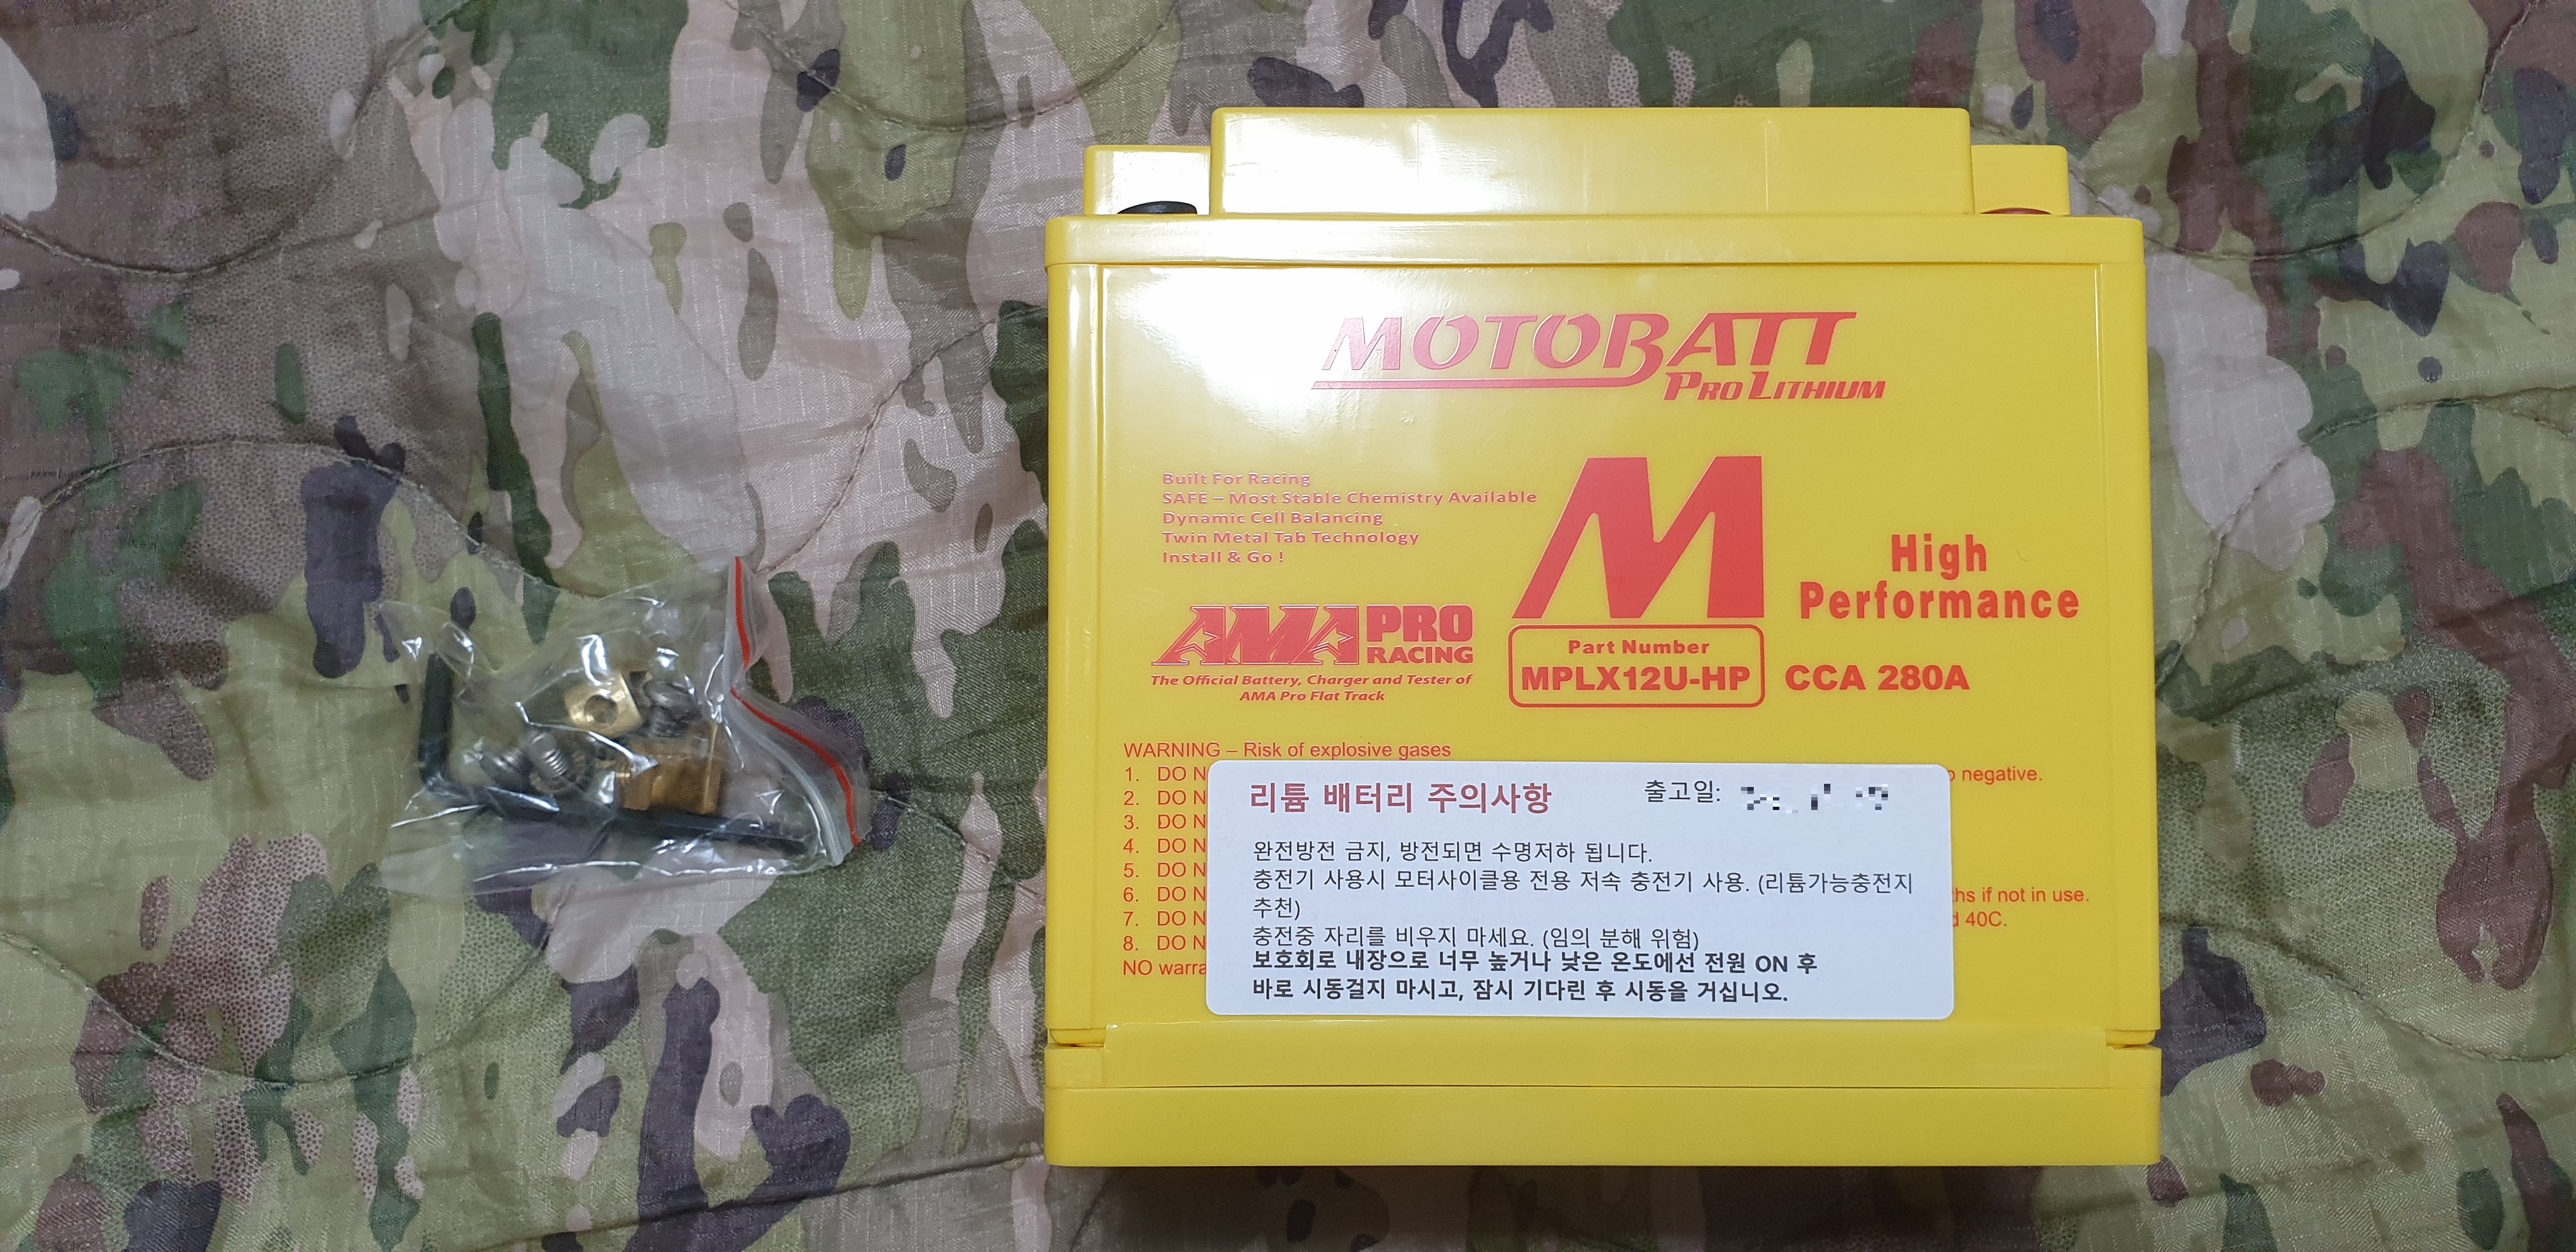 MOTOBATT
PRO LITHIUM
Built For Racing
SAFE – Most Stable Chemistry Available
Dynamic Cell Balancing
Twin Metal Tab Technology
Install & Go !
M
High
Performance
AMA PRO
RACING
The Official Battery, Charger and Tester of
AMA Pro Flat Track
Part Number
MPLX12U-HP
CCA 280A
WARNING – Risk of explosive gases
1. DO negative.
2. DO
3. DO
4. DO
5. DO
6. DO if not in use.
7. DO 40C.
8. DO
NO
리튬 배터리 주의사항
출고일:
완전방전 금지, 방전되면 수명저하 됩니다.
충전기 사용시 모터사이클용 전용 저속 충전기 사용. (리튬가능충전지
추천)
충전중 자리를 비우지 마세요. (임의 분해 위험)
보호회로 내장으로 너무 높거나 낮은 온도에선 전원 ON 후
바로 시동걸지 마시고, 잠시 기다린 후 시동을 거십니오.